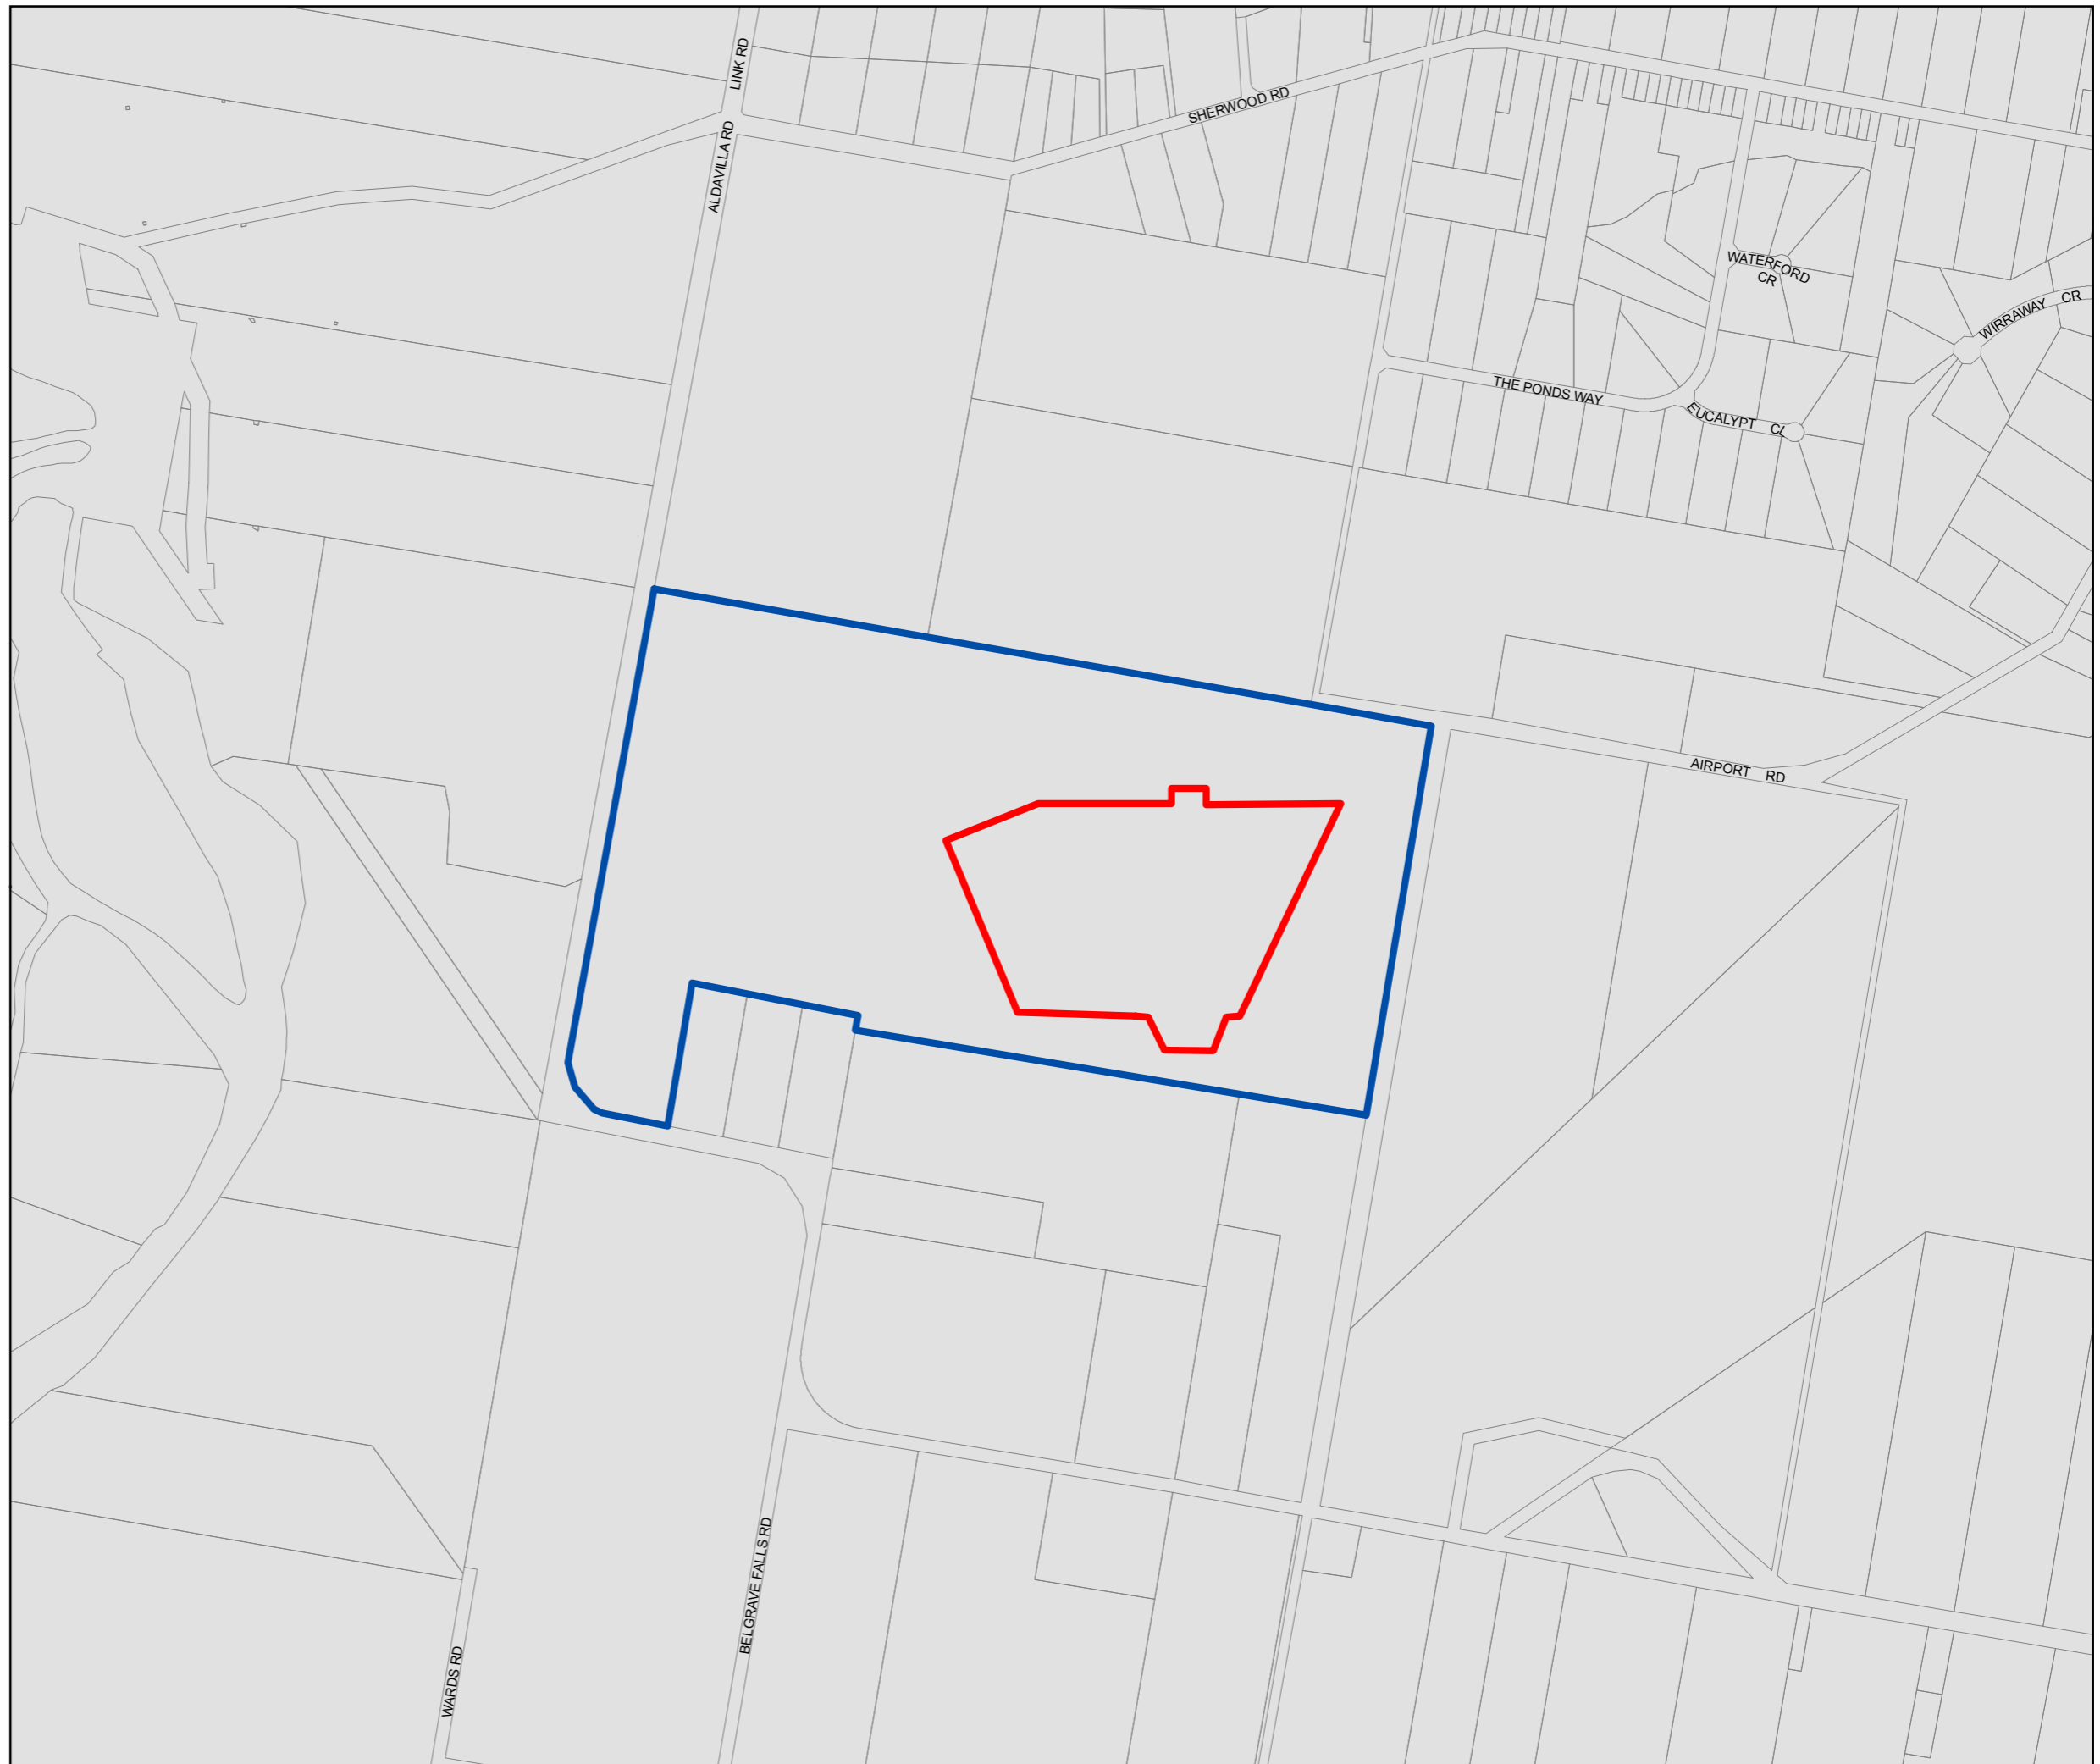 LINK RD
SHERWOOD RD
ALDAVILLA RD
WATERFORD
CR
WIRRAWAY CR
THE PONDS WAY
EUCALYPT CL
AIRPORT RD
BELGRAVE FALLS RD
WARDS RD